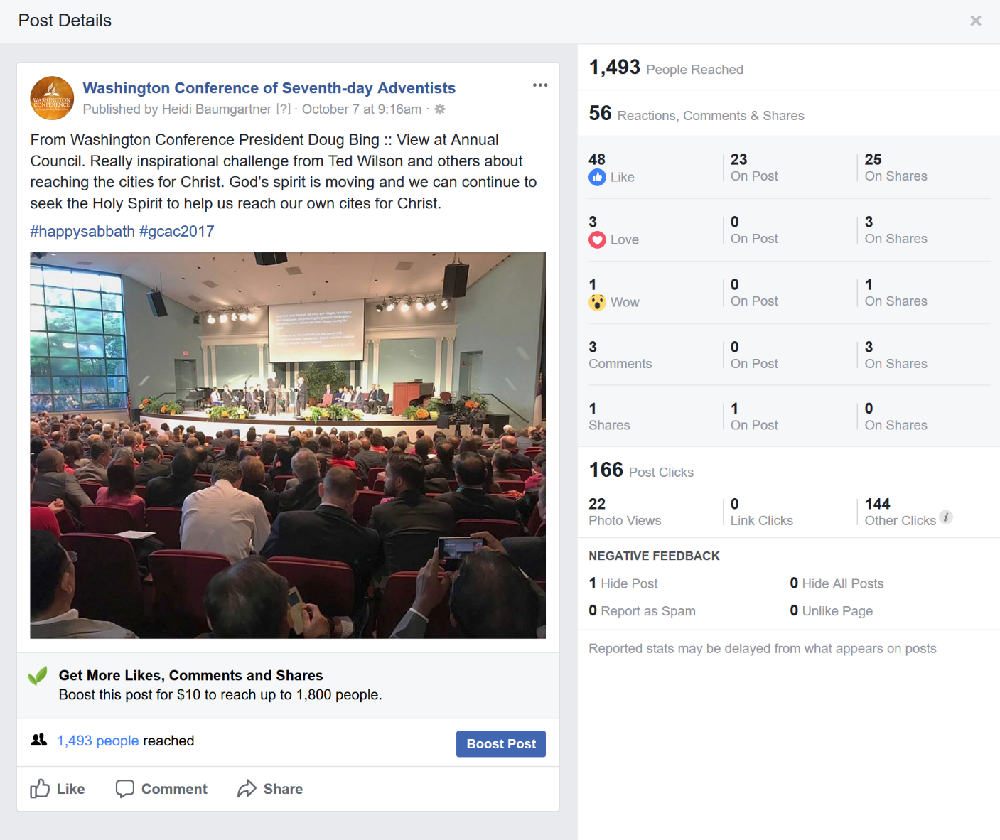 Post Details
×
Washington Conference of Seventh-day Adventists
Published by Heidi Baumgartner [?] · October 7 at 9:16am ·
WASHINGTON
CONFERENCE
From Washington Conference President Doug Bing :: View at Annual
Council. Really inspirational challenge from Ted Wilson and others about
reaching the cities for Christ. God’s spirit is moving and we can continue to
seek the Holy Spirit to help us reach our own cites for Christ.
#happysabbath #gcac2017
Get More Likes, Comments and Shares
Boost this post for $10 to reach up to 1,800 people.
1,493 people reached
Boost Post
Like Comment Share
1,493 People Reached
56 Reactions, Comments & Shares
48 23 25
Like On Post On Shares
3 0 3
Love On Post On Shares
1 0 1
Wow On Post On Shares
3 0 3
Comments On Post On Shares
1 1 0
Shares On Post On Shares
166 Post Clicks
22 0 144
Photo Views Link Clicks Other Clicks i
NEGATIVE FEEDBACK
1 Hide Post 0 Hide All Posts
0 Report as Spam 0 Unlike Page
Reported stats may be delayed from what appears on posts